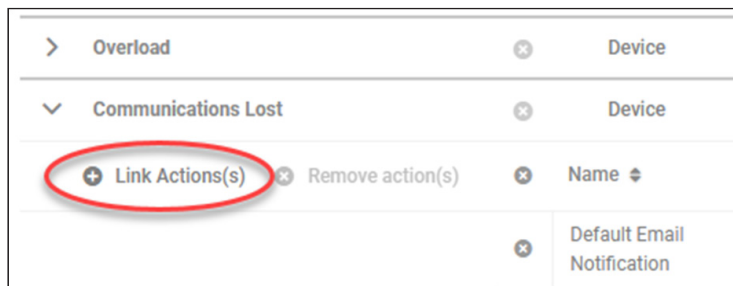 Overload Device
Communications Lost Device
Link Actions(s) Remove action(s) Name
Default Email
Notification